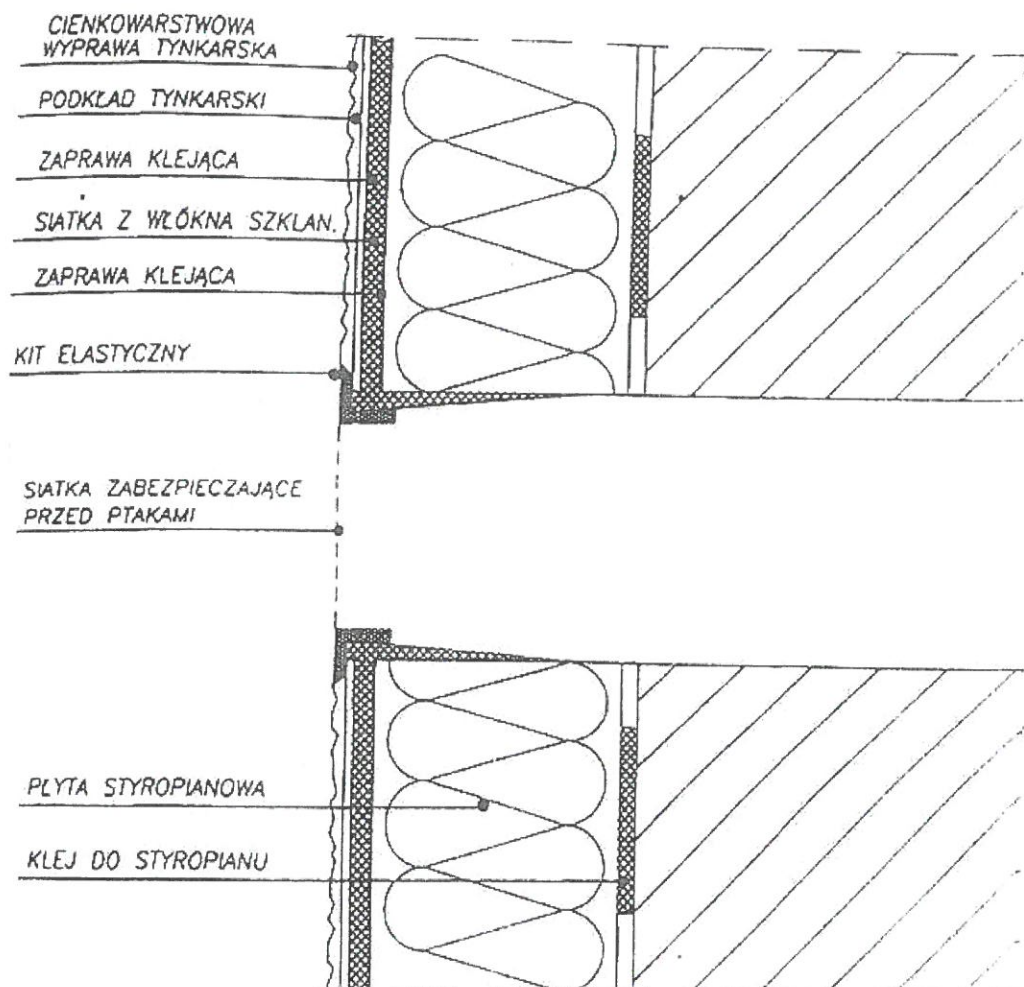 CIENKOWARSTWOWA
WYPRAWA TYNKARSKA
PODKŁAD TYNKARSKI
ZAPRAWA KLEJĄCA
SIATKA Z WŁÓKNA SZKLAN.
ZAPRAWA KLEJĄCA
KIT ELASTYCZNY
SIATKA ZABEZPIECZAJĄCE
PRZED PTAKAMI
PŁYTA STYROPIANOWA
KLEJ DO STYROPIANU